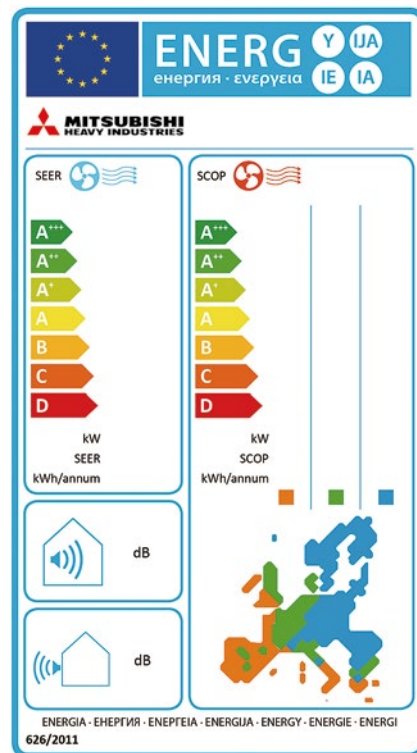 ENERG
енергия · ενεργεια
Y
IJA
IE
IA
MITSUBISHI
HEAVY INDUSTRIES
SEER
A+++
A++
A+
A
B
C
D
kW
SEER
kWh/annum
SCOP
A+++
A++
A+
A
B
C
D
kW
SCOP
kWh/annum
dB
dB
ENERGIA - ЕНЕРГИЯ - ΕΝΕΡΓΕΙΑ - ENERGIJA - ENERGY - ENERGIE - ENERGI
626/2011